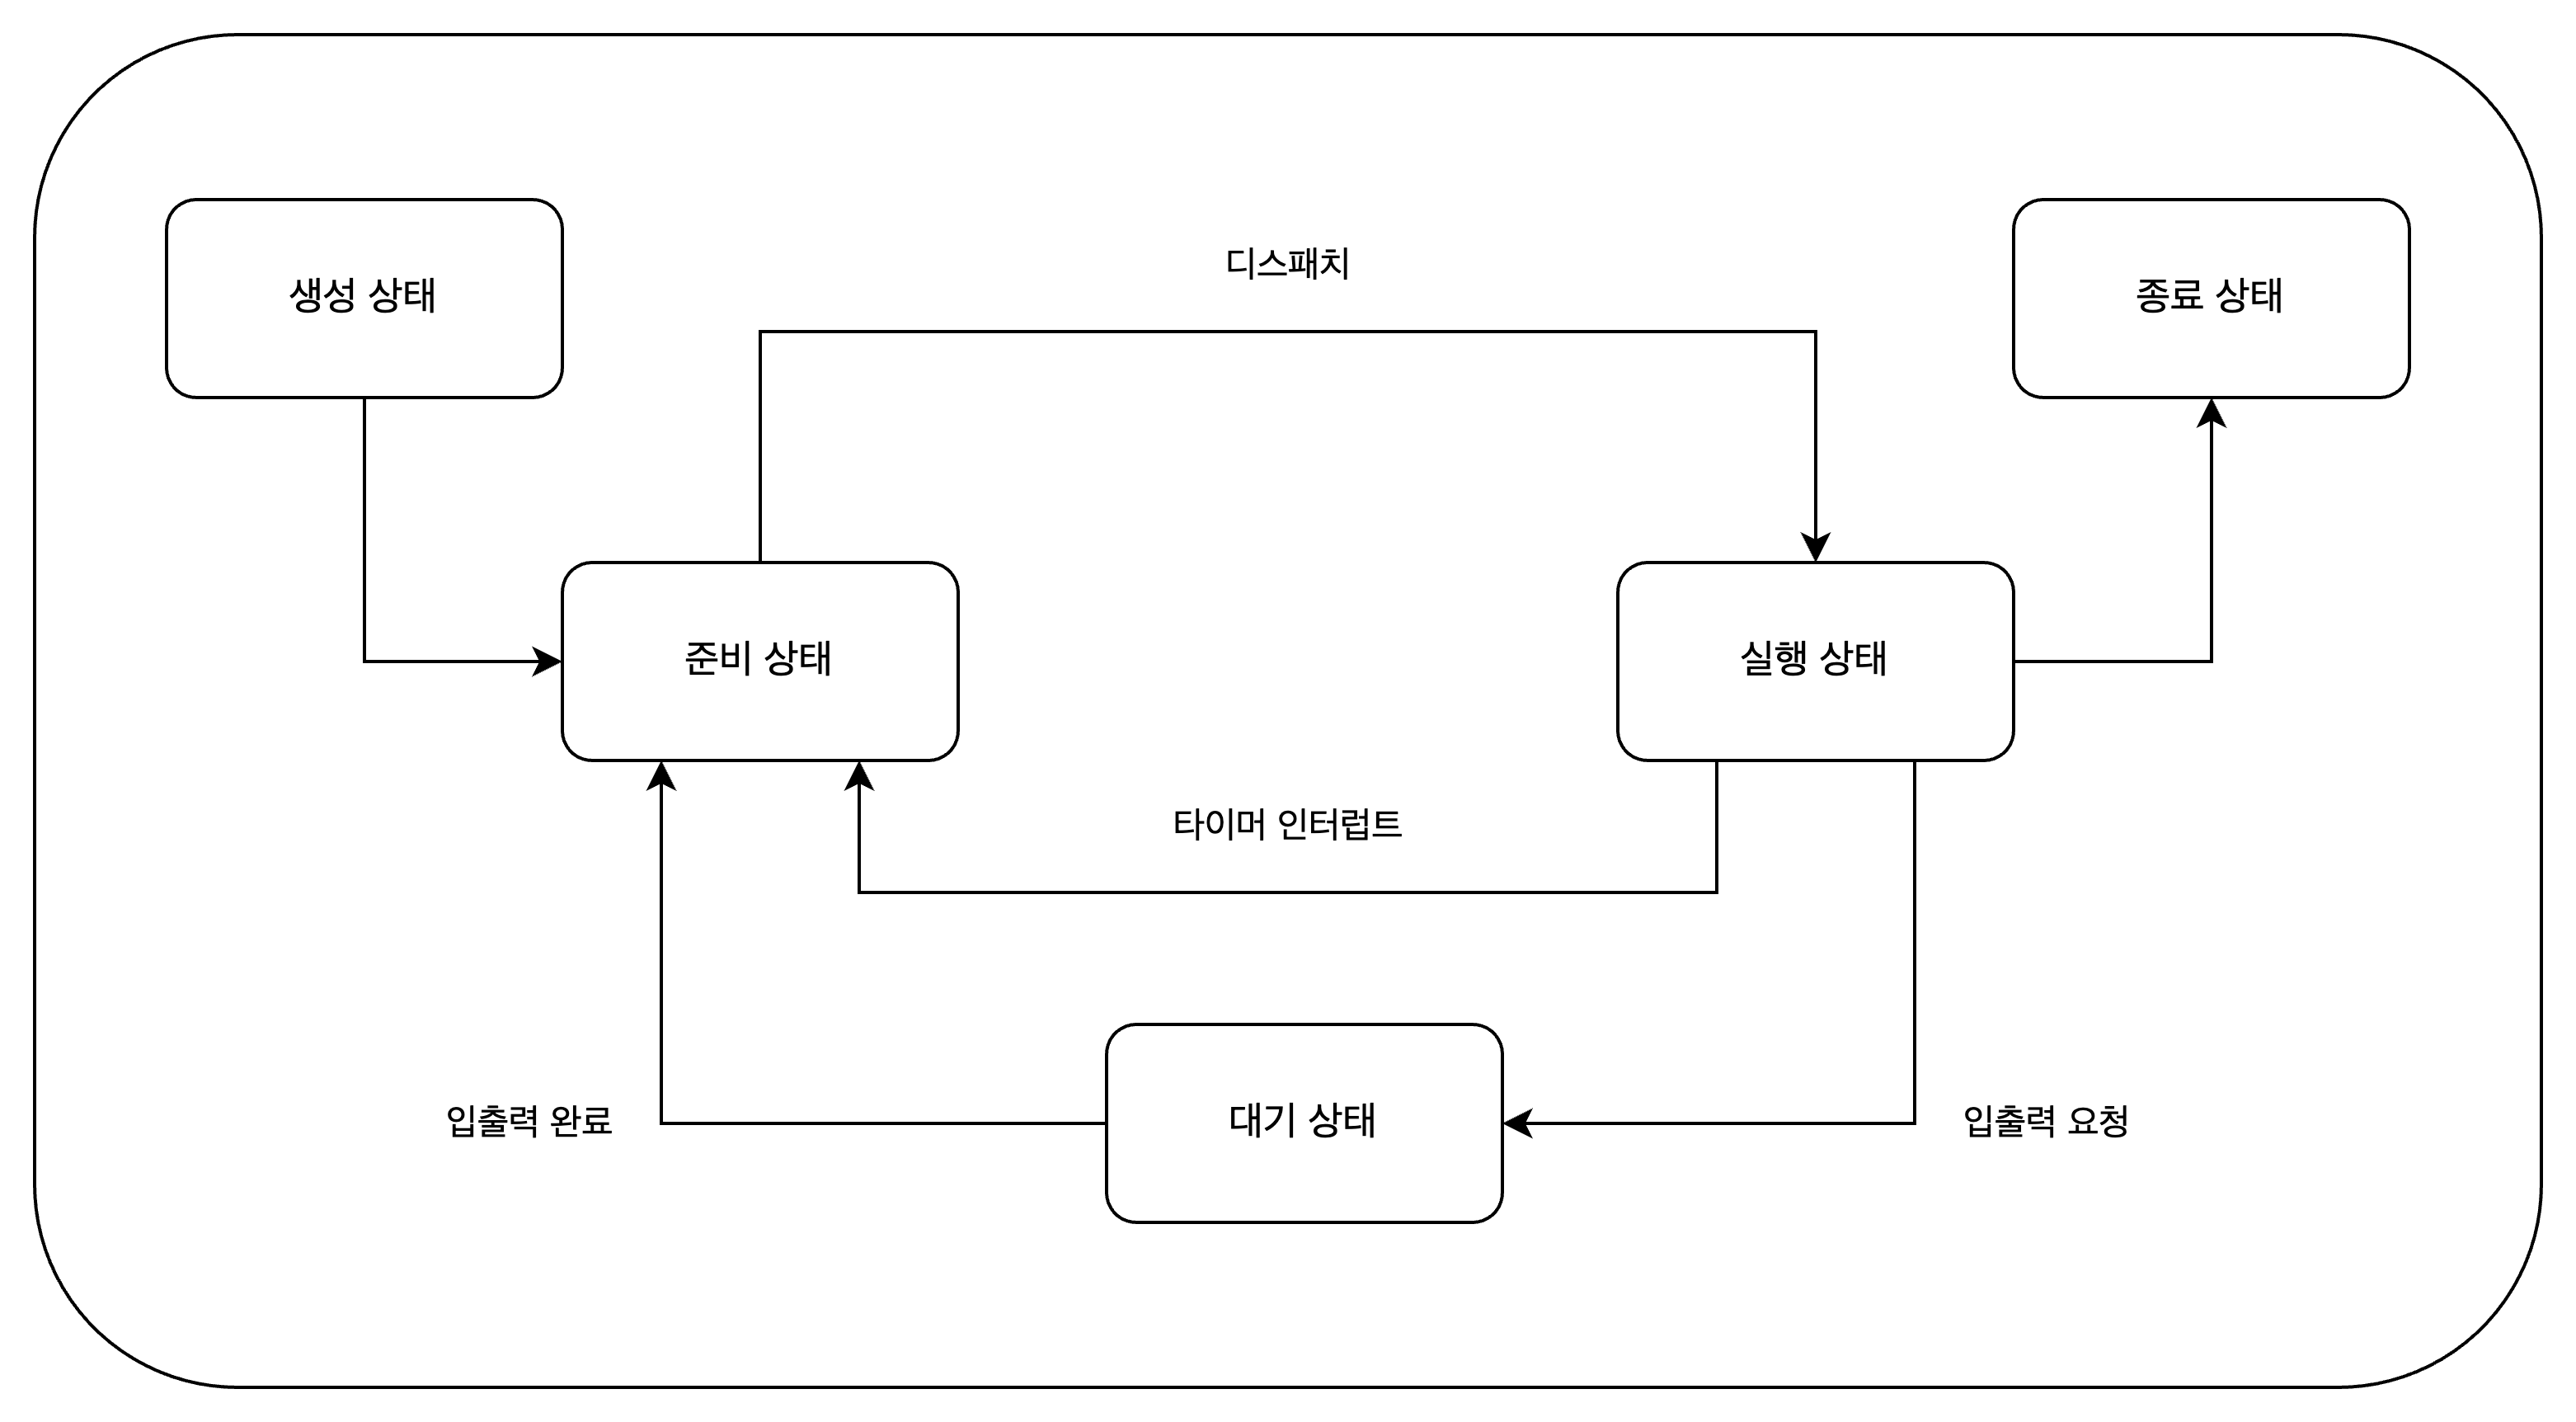 생성 상태
디스패치
종료 상태
준비 상태
실행 상태
타이머 인터럽트
입출력 완료
대기 상태
입출력 요청